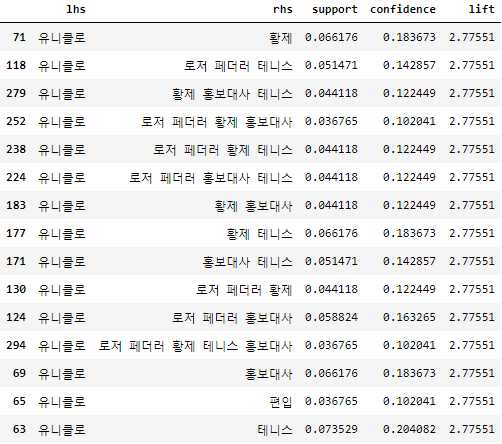 lhs rhs support confidence lift
71 유니클로 황제 0.066176 0.183673 2.77551
118 유니클로 로저 페더러 테니스 0.051471 0.142857 2.77551
279 유니클로 황제 홍보대사 테니스 0.044118 0.122449 2.77551
252 유니클로 로저 페더러 황제 홍보대사 0.036765 0.102041 2.77551
238 유니클로 로저 페더러 황제 테니스 0.044118 0.122449 2.77551
224 유니클로 로저 페더러 홍보대사 테니스 0.044118 0.122449 2.77551
183 유니클로 황제 홍보대사 0.044118 0.122449 2.77551
177 유니클로 황제 테니스 0.066176 0.183673 2.77551
171 유니클로 홍보대사 테니스 0.051471 0.142857 2.77551
130 유니클로 로저 페더러 황제 0.044118 0.122449 2.77551
124 유니클로 로저 페더러 홍보대사 0.058824 0.163265 2.77551
294 유니클로 로저 페더러 황제 테니스 홍보대사 0.036765 0.102041 2.77551
69 유니클로 홍보대사 0.066176 0.183673 2.77551
65 유니클로 편입 0.036765 0.102041 2.77551
63 유니클로 테니스 0.073529 0.204082 2.77551